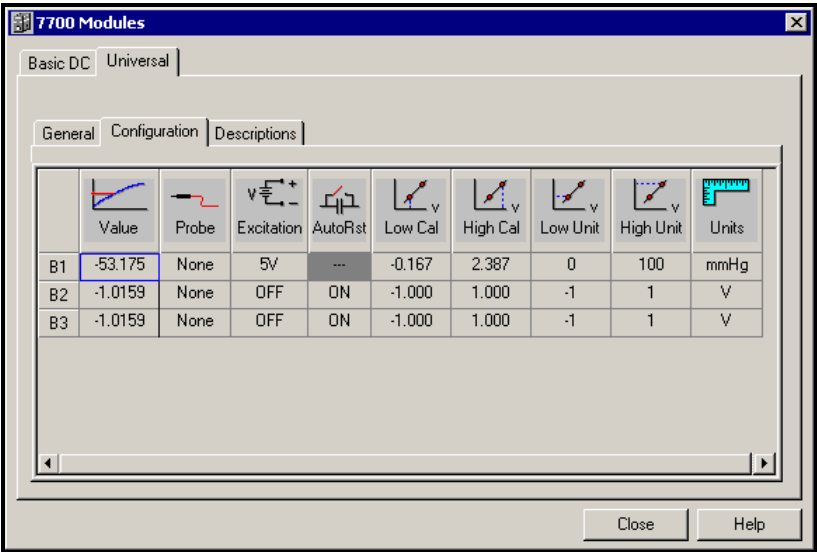 7700 Modules
Basic DC Universal
General Configuration Descriptions
Value Probe Excitation AutoRst Low Cal High Cal Low Unit High Unit Units
B1 -53.175 None 5V --- -0.167 2.387 0 100 mmHg
B2 -1.0159 None OFF ON -1.000 1.000 -1 1 V
B3 -1.0159 None OFF ON -1.000 1.000 -1 1 V
Close Help